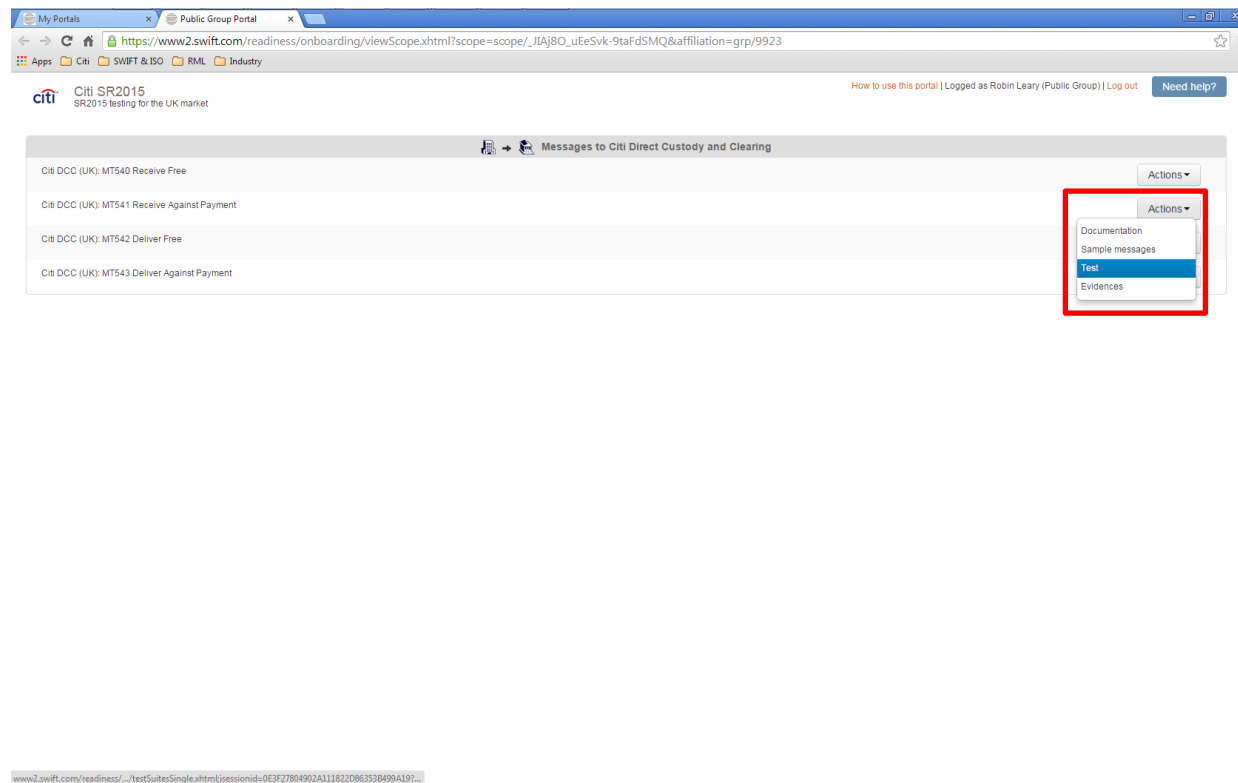 My Portals
Public Group Portal
https://www2.swift.com/readiness/onboarding/viewScope.xhtml?scope=scope/_JIAj8O_uEeSvk-9taFdSMQ&affiliation=grp/9923
Apps Citi SWIFT & ISO RML Industry
citi Citi SR2015
SR2015 testing for the UK market
How to use this portal | Logged as Robin Leary (Public Group) | Log out Need help?
Messages to Citi Direct Custody and Clearing
Citi DCC (UK): MT540 Receive Free Actions
Citi DCC (UK): MT541 Receive Against Payment Actions
Documentation
Citi DCC (UK): MT542 Deliver Free
Sample messages
Test
Citi DCC (UK): MT543 Deliver Against Payment
Evidences
www2.swift.com/readiness/.../testSuitesSingle.xhtml;jsessionid=0E3F27804902A111822D86353B499A19?...